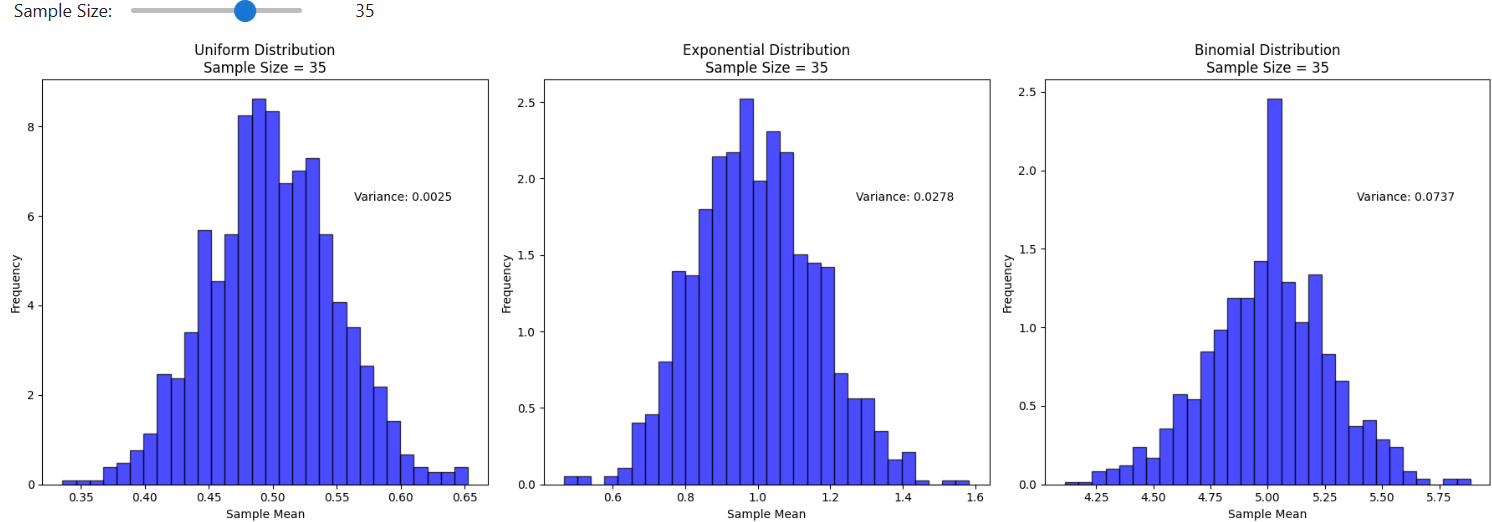 Sample Size: 35
Uniform Distribution
Sample Size = 35
Frequency
8
6
4
2
0
Variance: 0.0025
0.35 0.40 0.45 0.50 0.55 0.60 0.65
Sample Mean
Exponential Distribution
Sample Size = 35
Frequency
2.5
2.0
1.5
1.0
0.5
0.0
Variance: 0.0278
0.6 0.8 1.0 1.2 1.4 1.6
Sample Mean
Binomial Distribution
Sample Size = 35
Frequency
2.5
2.0
1.5
1.0
0.5
0.0
Variance: 0.0737
4.25 4.50 4.75 5.00 5.25 5.50 5.75
Sample Mean